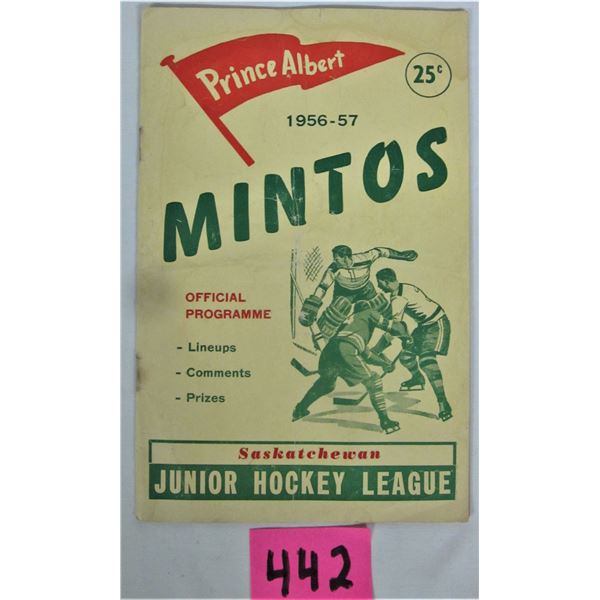 Prince Albert
25¢
1956-57
MINTOS
OFFICIAL
PROGRAMME
- Lineups
- Comments
- Prizes
Saskatchewan
JUNIOR HOCKEY LEAGUE
442